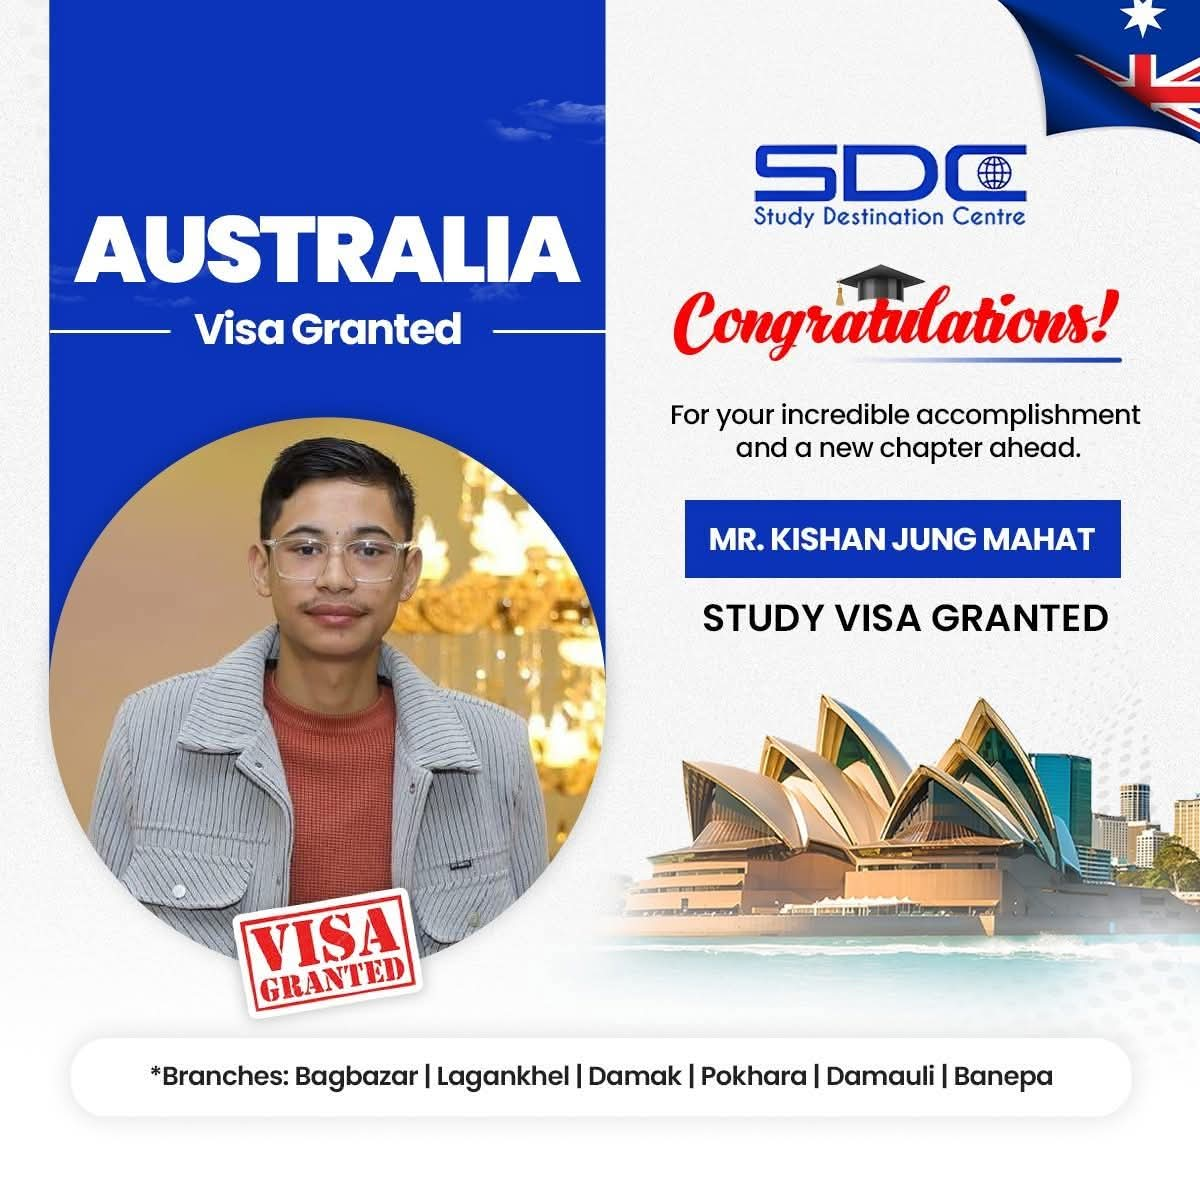 AUSTRALIA
Visa Granted
VISA
GRANTED
SDC
Study Destination Centre
Congratulations!
For your incredible accomplishment
and a new chapter ahead.
MR. KISHAN JUNG MAHAT
STUDY VISA GRANTED
*Branches: Bagbazar | Lagankhel | Damak | Pokhara | Damauli | Banepa